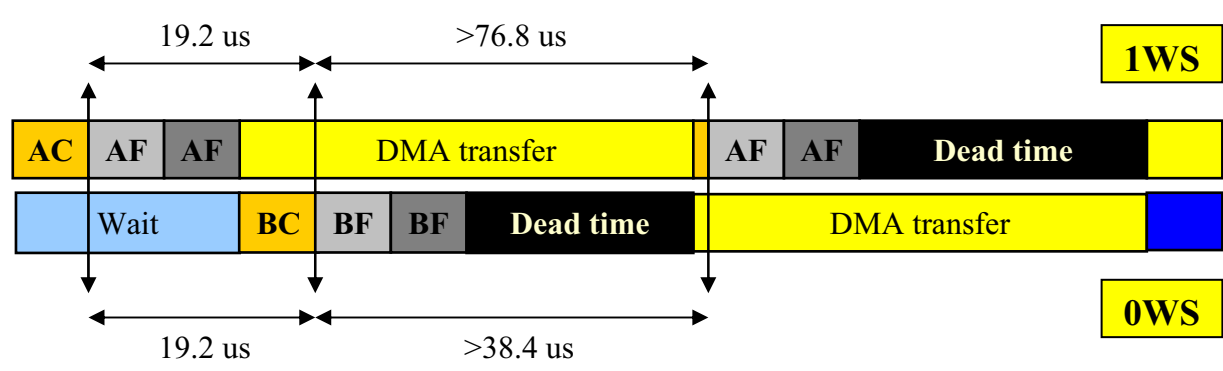 19.2 us >76.8 us
1WS
AC AF AF DMA transfer AF AF Dead time
Wait BC BF BF Dead time DMA transfer
0WS
19.2 us >38.4 us